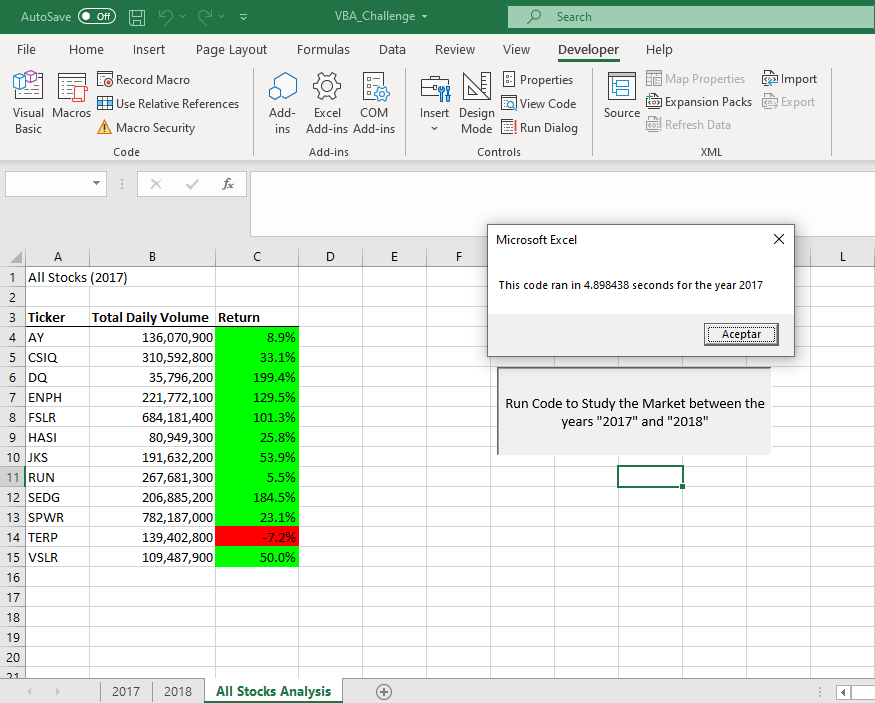 AutoSave Off VBA_Challenge Search
File Home Insert Page Layout Formulas Data Review View Developer Help
Visual Basic
Macros
Record Macro
Use Relative References
Macro Security
Code
Add-ins
Excel Add-ins
COM Add-ins
Add-ins
Insert
Design Mode
Properties
View Code
Run Dialog
Controls
Source
Map Properties
Expansion Packs
Refresh Data
Import
Export
XML
fx
A B C D E F L
1 All Stocks (2017)
2
3 Ticker Total Daily Volume Return
4 AY 136,070,900 8.9%
5 CSIQ 310,592,800 33.1%
6 DQ 35,796,200 199.4%
7 ENPH 221,772,100 129.5%
8 FSLR 684,181,400 101.3%
9 HASI 80,949,300 25.8%
10 JKS 191,632,200 53.9%
11 RUN 267,681,300 5.5%
12 SEDG 206,885,200 184.5%
13 SPWR 782,187,000 23.1%
14 TERP 139,402,800 -7.2%
15 VSLR 109,487,900 50.0%
16
17
18
19
20
21
Microsoft Excel
This code ran in 4.898438 seconds for the year 2017
Aceptar
Run Code to Study the Market between the
years "2017" and "2018"
2017 2018 All Stocks Analysis